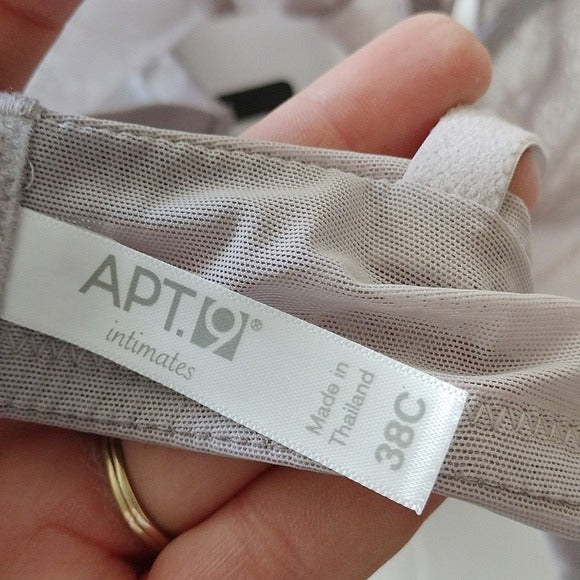 APT.9®
intimates
Made in
Thailand
38C